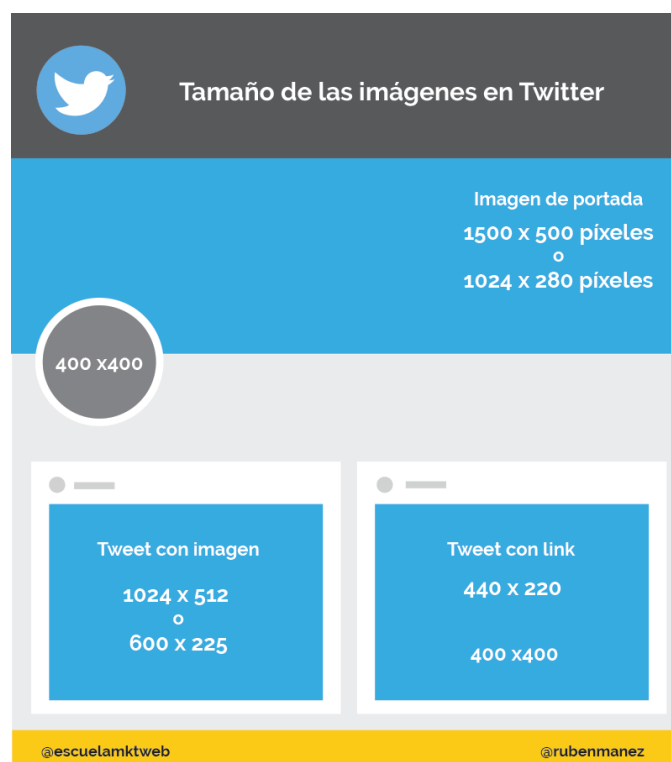 Tamaño de las imágenes en Twitter
Imagen de portada
1500 x 500 píxeles
o
1024 x 280 píxeles
400 x400
Tweet con imagen
1024 x 512
o
600 x 225
Tweet con link
440 x 220
400 x400
@escuelamktweb
@rubenmanez